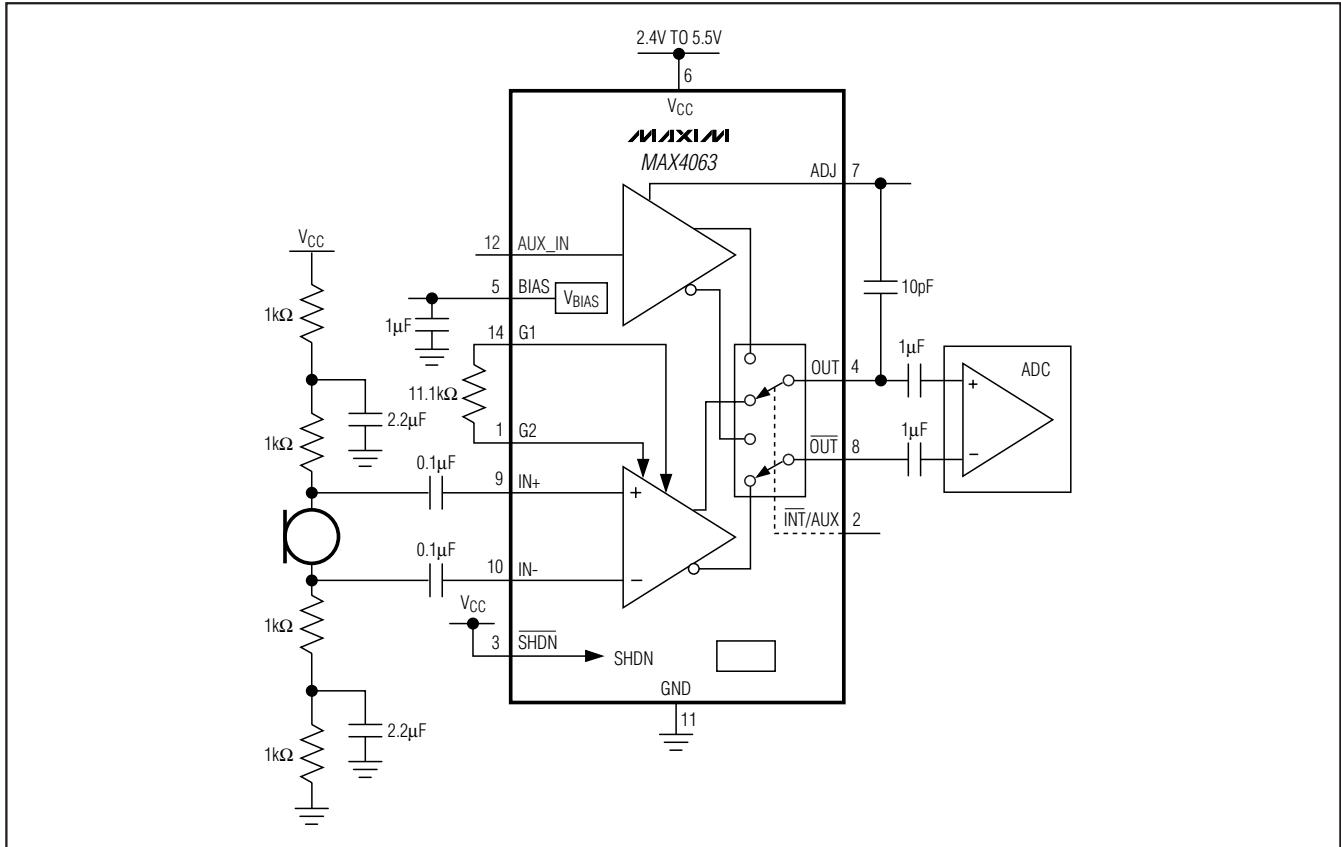 2.4V TO 5.5V
6
VCC
MAXIM
MAX4063
ADJ 7
VCC
12 AUX_IN
5 BIAS VBIAS
10pF
1kΩ
1µF
14 G1
1µF
OUT 4
ADC
11.1kΩ
2.2µF
+
1kΩ
1 G2
1µF
OUT 8
−
0.1µF
9 IN+
+
INT/AUX 2
0.1µF
10 IN-
−
VCC
1kΩ
3 SHDN
SHDN
GND
11
2.2µF
1kΩ